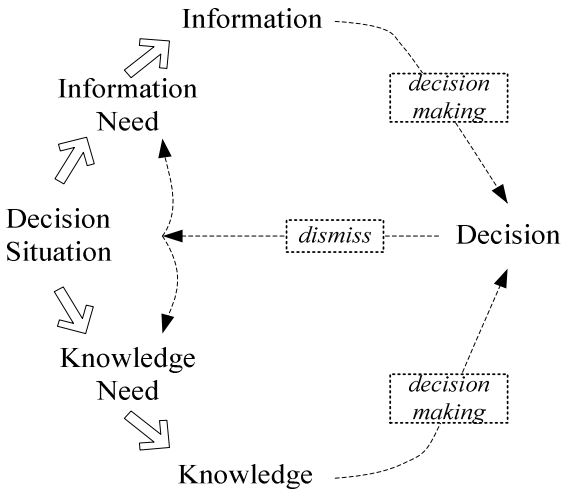 Information
decision
making
Information
Need
Decision
Situation
dismiss
Decision
Knowledge
Need
decision
making
Knowledge